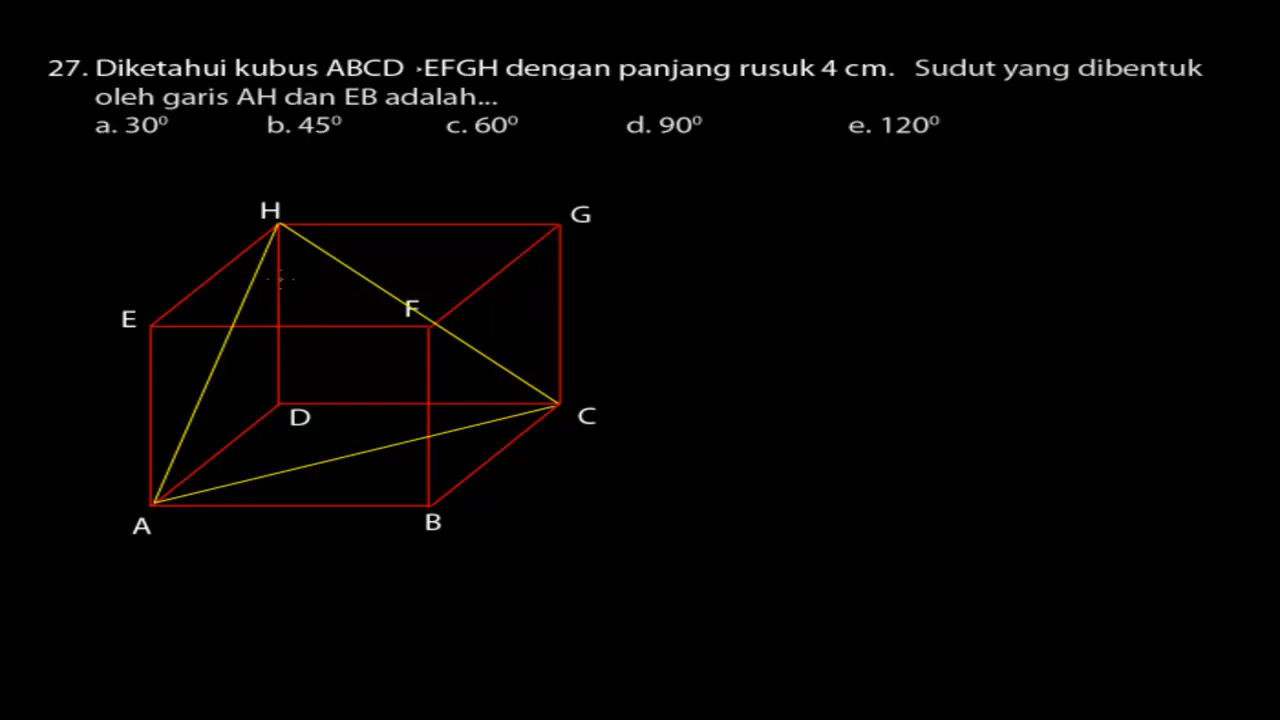 27. Diketahui kubus ABCD ·EFGH dengan panjang rusuk 4 cm. Sudut yang dibentuk
oleh garis AH dan EB adalah...
a. 30⁰ b. 45⁰ c. 60⁰ d. 90⁰ e. 120⁰
H
G
F
E
D
C
B
A